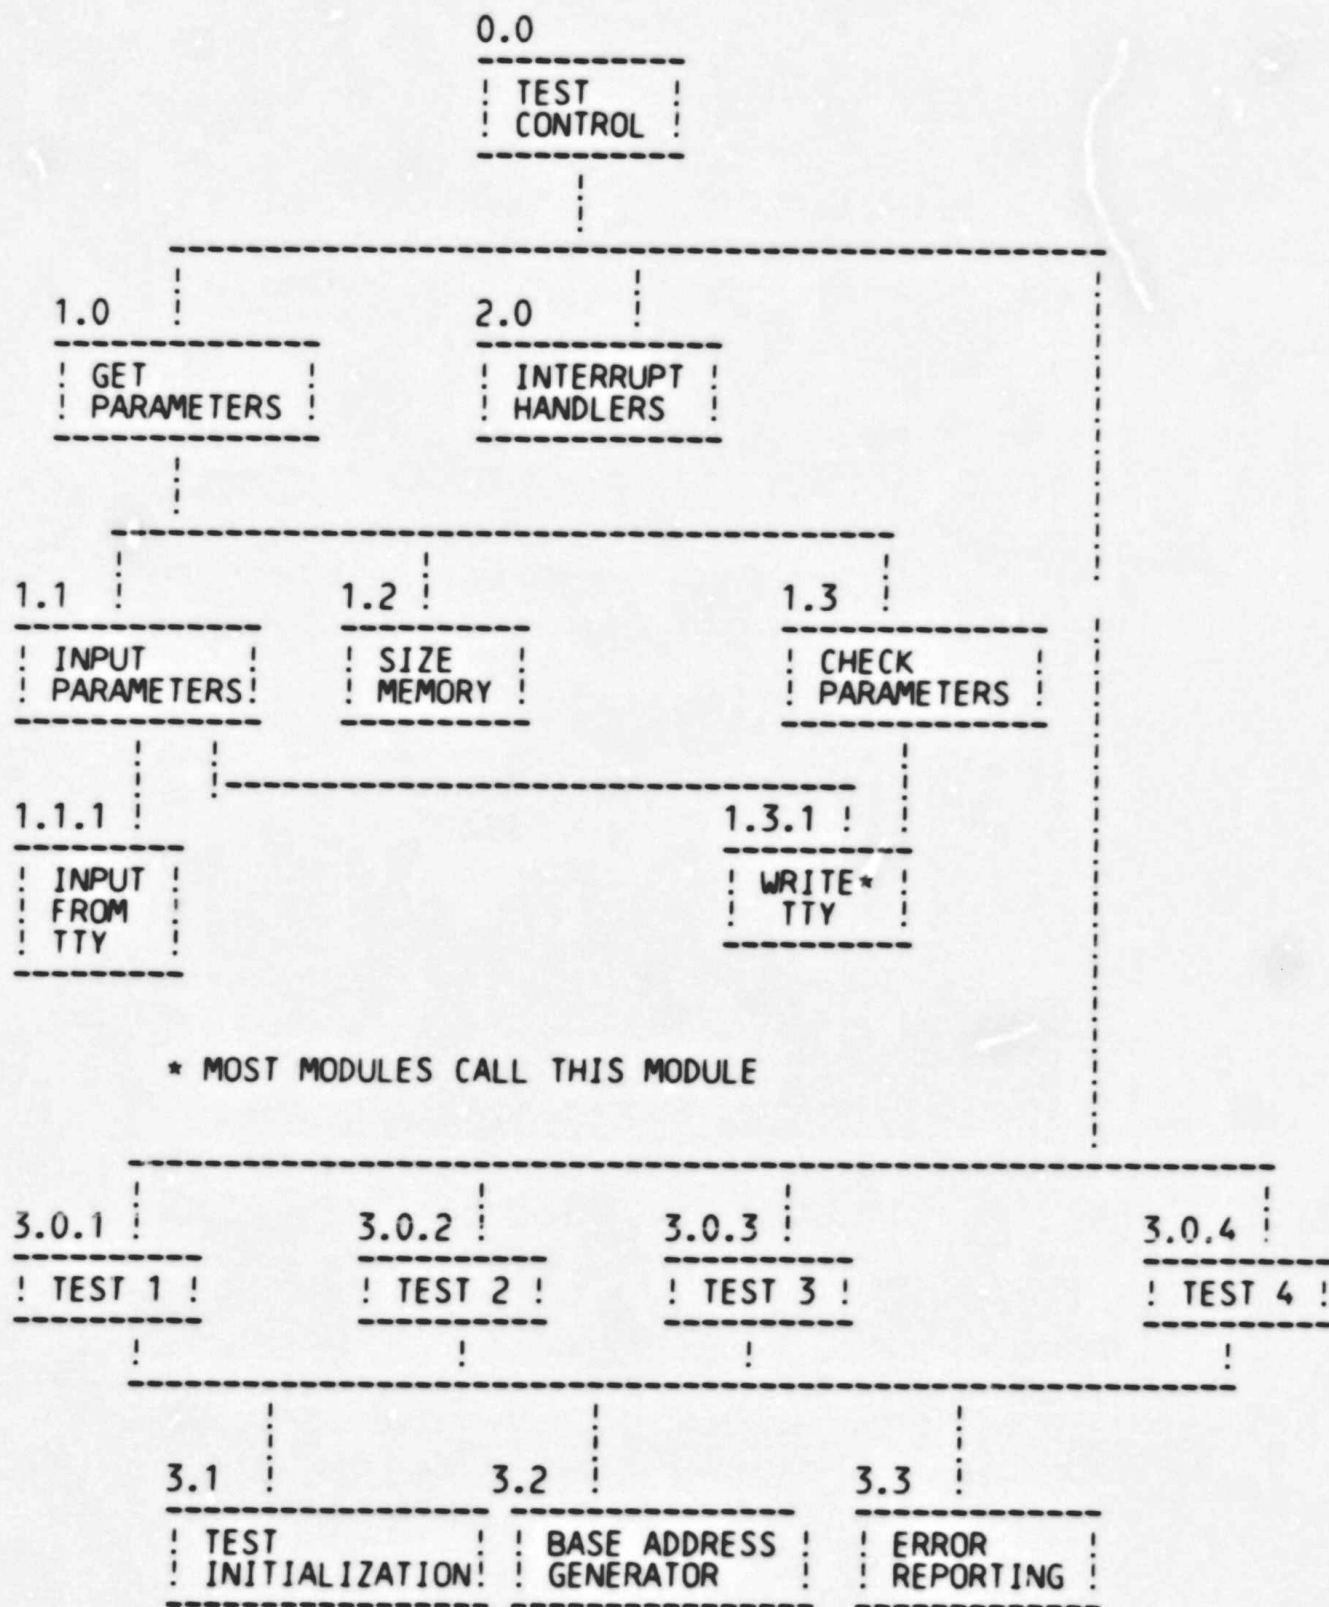 0.0
TEST
CONTROL
1.0
2.0
GET
PARAMETERS
INTERRUPT
HANDLERS
1.1
1.2
1.3
INPUT
PARAMETERS
SIZE
MEMORY
CHECK
PARAMETERS
1.1.1
1.3.1
INPUT
FROM
TTY
WRITE*
TTY
* MOST MODULES CALL THIS MODULE
3.0.1
3.0.2
3.0.3
3.0.4
TEST 1
TEST 2
TEST 3
TEST 4
3.1
3.2
3.3
TEST
INITIALIZATION
BASE ADDRESS
GENERATOR
ERROR
REPORTING